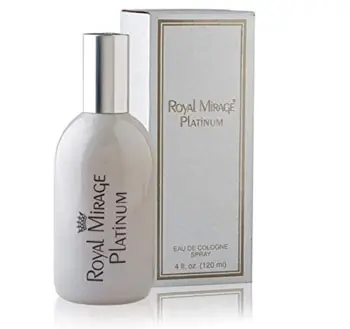 Royal Mirage
Platinum
Royal Mirage®
Platinum
EAU DE COLOGNE
SPRAY
4 fl. oz. (120 ml)